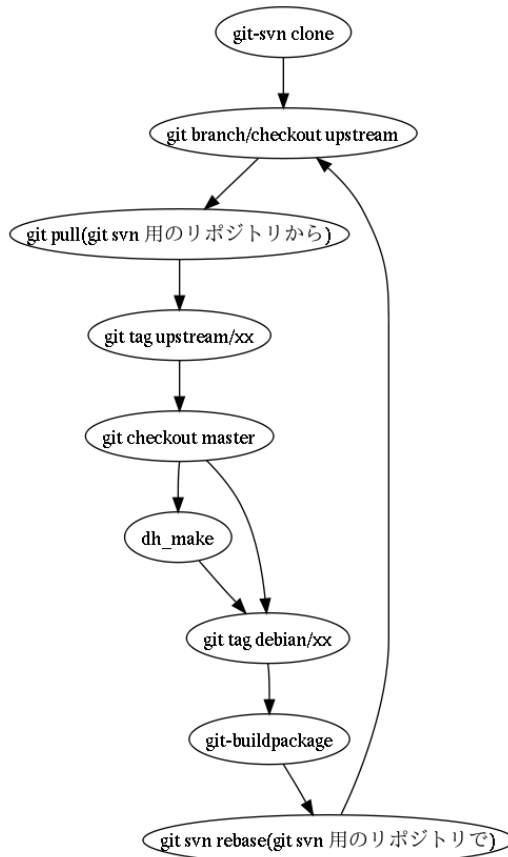 git-svn clone
git branch/checkout upstream
git pull(git svn 用のリポジトリから)
git tag upstream/xx
git checkout master
dh_make
git tag debian/xx
git-buildpackage
git svn rebase(git svn 用のリポジトリで)